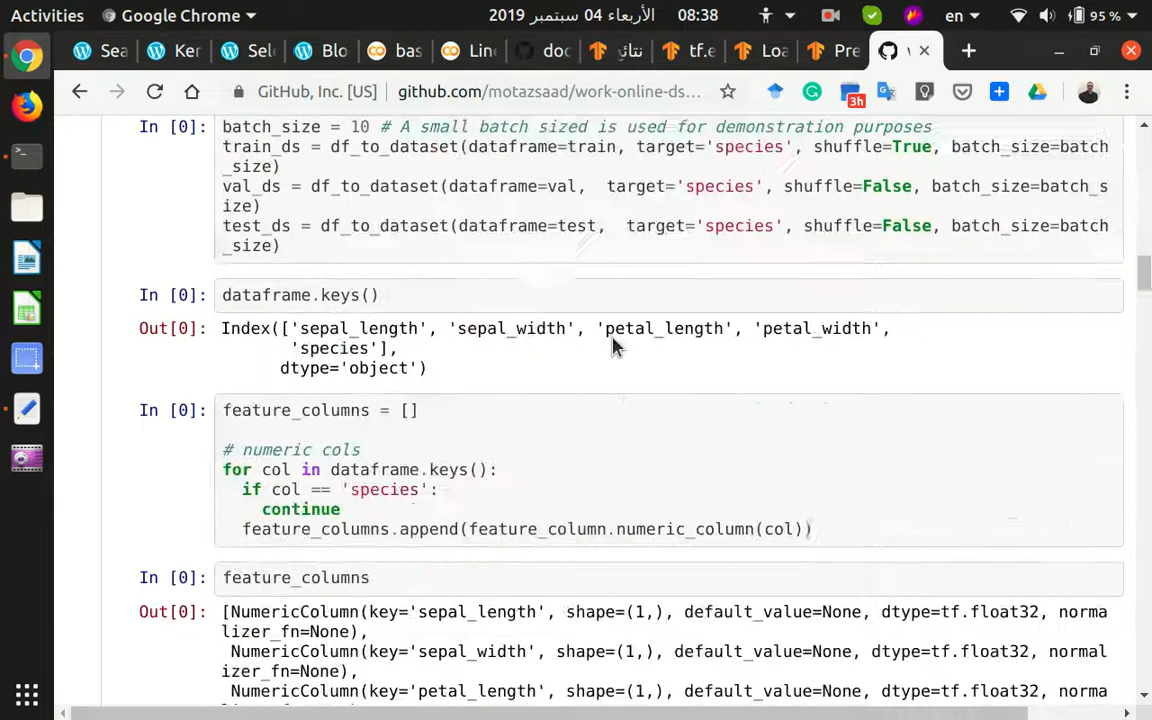 Activities Google Chrome الأربعاء 04 سبتمبر 2019 08:38 en 95 %
Sea Ker Sel Blo bas Lin doc نتائ tf.e Loa Pre
GitHub, Inc. [US] github.com/motazsaad/work-online-ds... 3h
In [0]: batch_size = 10 # A small batch sized is used for demonstration purposes
train_ds = df_to_dataset(dataframe=train, target='species', shuffle=True, batch_size=batch
_size)
val_ds = df_to_dataset(dataframe=val, target='species', shuffle=False, batch_size=batch_s
ize)
test_ds = df_to_dataset(dataframe=test, target='species', shuffle=False, batch_size=batch
_size)
In [0]: dataframe.keys()
Out[0]: Index(['sepal_length', 'sepal_width', 'petal_length', 'petal_width',
'species'],
dtype='object')
In [0]: feature_columns = []
# numeric cols
for col in dataframe.keys():
if col == 'species':
continue
feature_columns.append(feature_column.numeric_column(col))
In [0]: feature_columns
Out[0]: [NumericColumn(key='sepal_length', shape=(1,), default_value=None, dtype=tf.float32, norma
lizer_fn=None),
NumericColumn(key='sepal_width', shape=(1,), default_value=None, dtype=tf.float32, normal
izer_fn=None),
NumericColumn(key='petal_length', shape=(1,), default_value=None, dtype=tf.float32, norma